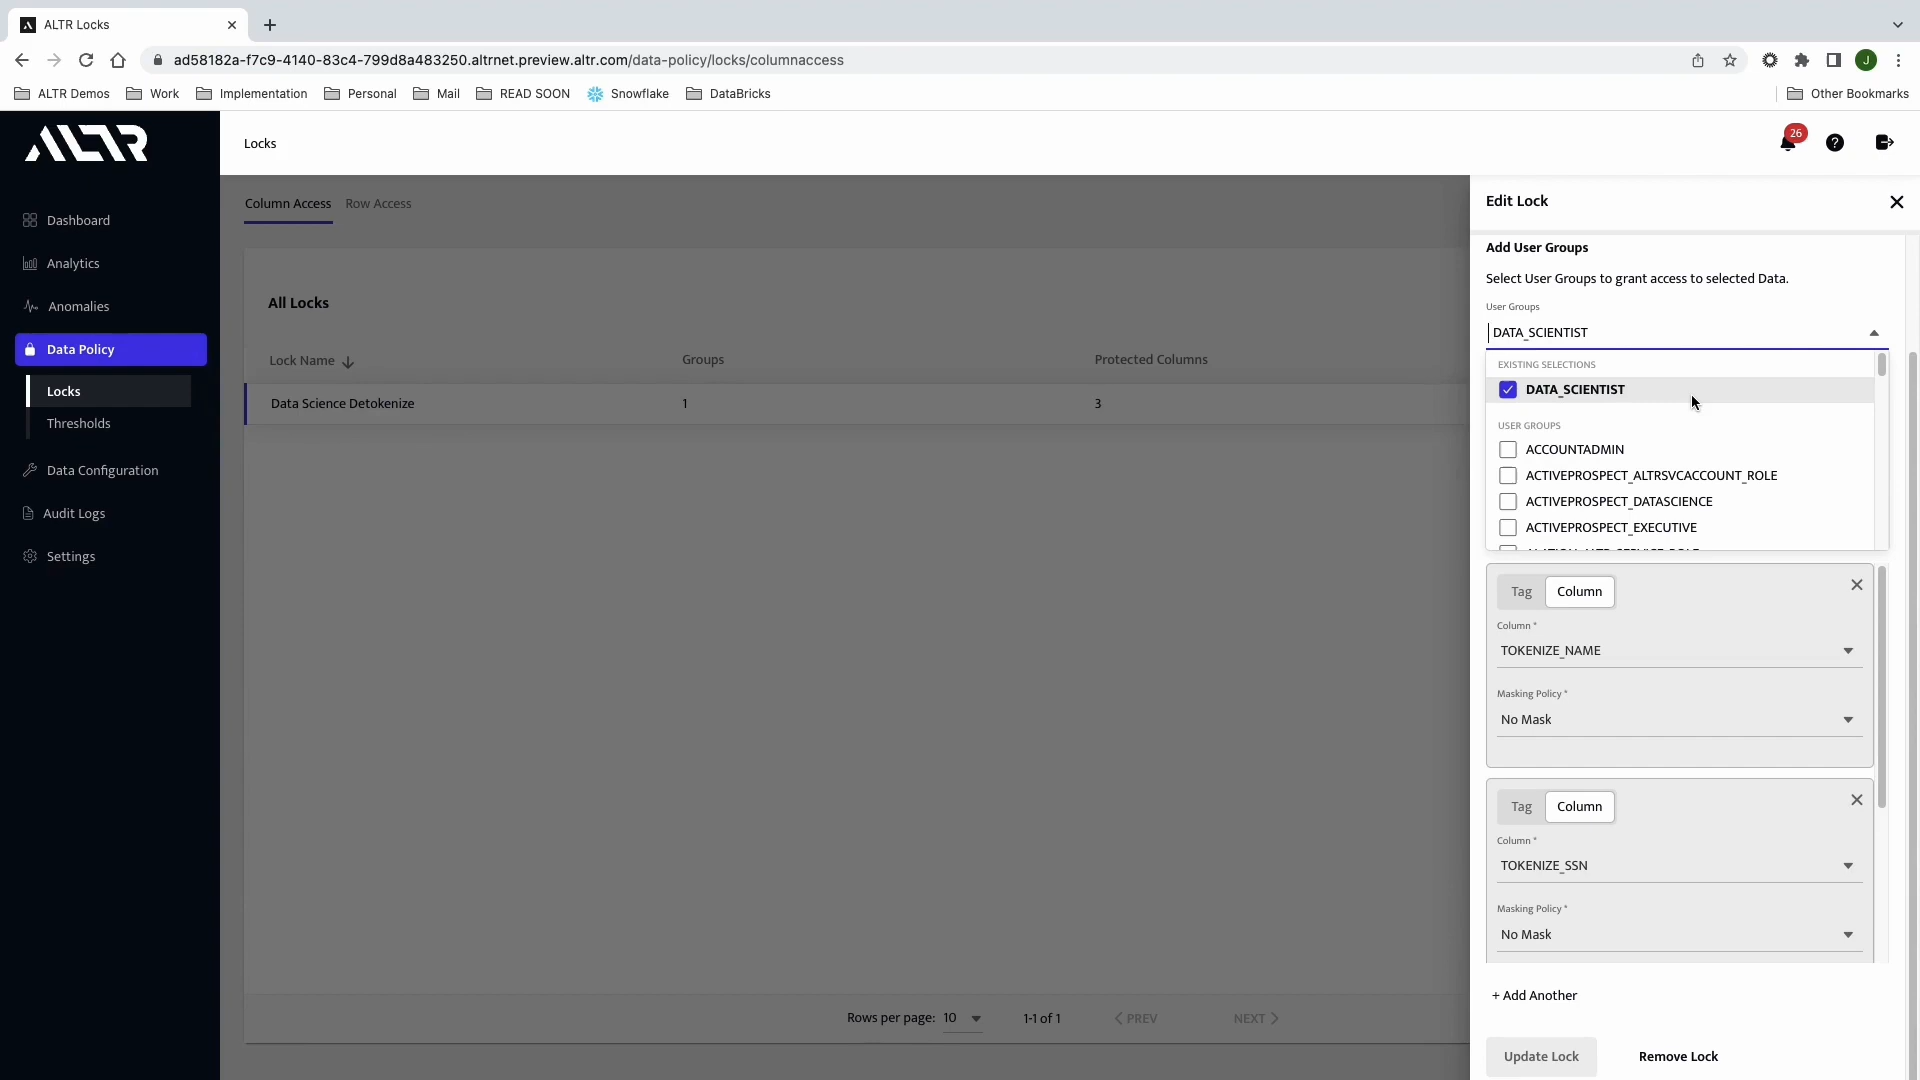 ALTR Locks
ad58182a-f7c9-4140-83c4-799d8a483250.altrnet.preview.altr.com/data-policy/locks/columnaccess
J
ALTR Demos
Work
Implementation
Personal
Mail
READ SOON
Snowflake
DataBricks
Other Bookmarks
ALTR
Locks
26
Dashboard
Analytics
Anomalies
Data Policy
Locks
Thresholds
Data Configuration
Audit Logs
Settings
Column Access
Row Access
All Locks
Lock Name
Groups
Protected Columns
Data Science Detokenize
1
3
Rows per page: 10
1-1 of 1
PREV
NEXT
Edit Lock
Add User Groups
Select User Groups to grant access to selected Data.
User Groups
DATA_SCIENTIST
EXISTING SELECTIONS
DATA_SCIENTIST
USER GROUPS
ACCOUNTADMIN
ACTIVEPROSPECT_ALTRSVCACCOUNT_ROLE
ACTIVEPROSPECT_DATASCIENCE
ACTIVEPROSPECT_EXECUTIVE
Tag
Column
Column *
TOKENIZE_NAME
Masking Policy *
No Mask
Tag
Column
Column *
TOKENIZE_SSN
Masking Policy *
No Mask
+ Add Another
Update Lock
Remove Lock